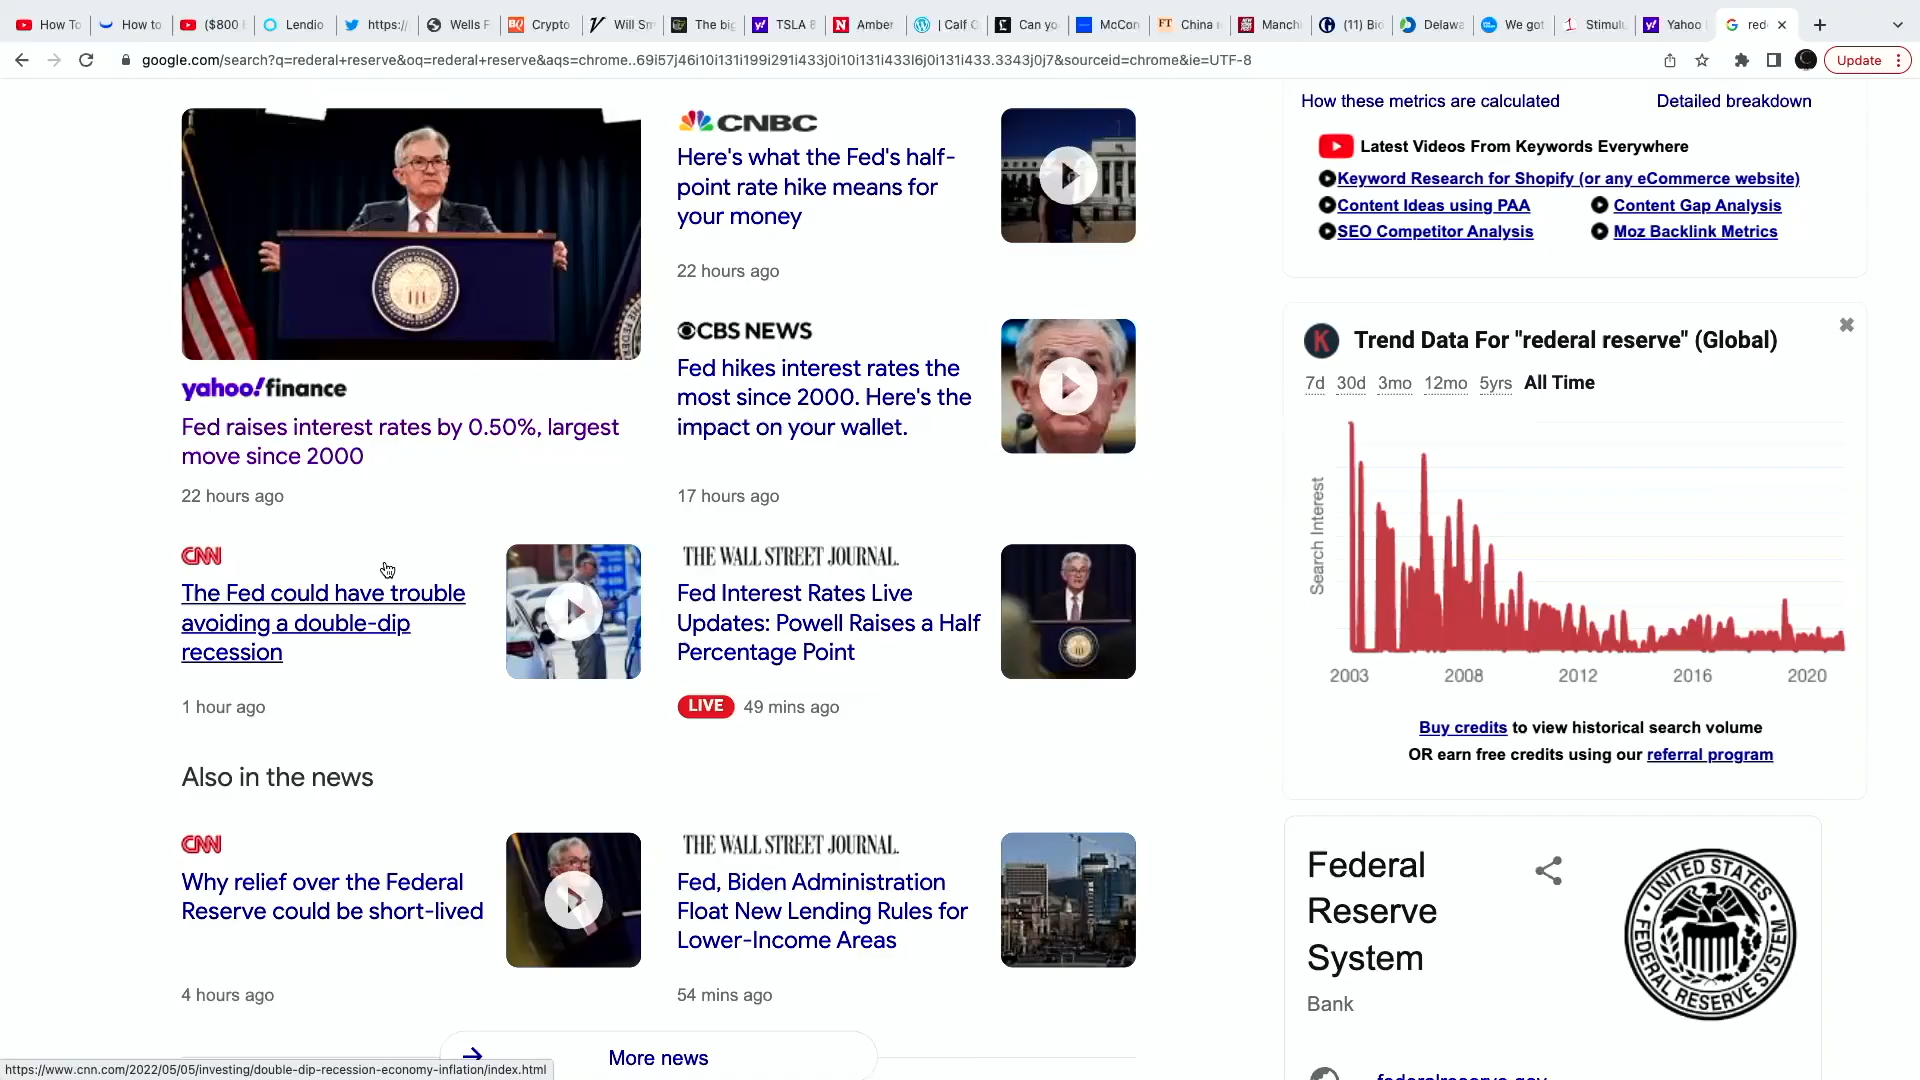 How To
How to
($800
Lendio
https:/
Wells F
Crypto
Will Sm
The big
TSLA 8
Amber
| Calf C
Can yo
McCon
China r
Manch
(11) Bio
Delawa
We got
Stimulu
Yahoo
red
google.com/search?q=rederal+reserve&oq=rederal+reserve&aqs=chrome..69i57j46i10i131i199i291i433j0i10i131i433l6j0i131i433.3343j0j7&sourceid=chrome&ie=UTF-8
Update
CNBC
Here's what the Fed's half-
point rate hike means for
your money
22 hours ago
yahoo!finance
Fed raises interest rates by 0.50%, largest
move since 2000
22 hours ago
CBS NEWS
Fed hikes interest rates the
most since 2000. Here's the
impact on your wallet.
17 hours ago
CNN
The Fed could have trouble
avoiding a double-dip
recession
1 hour ago
THE WALL STREET JOURNAL.
Fed Interest Rates Live
Updates: Powell Raises a Half
Percentage Point
LIVE 49 mins ago
Also in the news
CNN
Why relief over the Federal
Reserve could be short-lived
4 hours ago
THE WALL STREET JOURNAL.
Fed, Biden Administration
Float New Lending Rules for
Lower-Income Areas
54 mins ago
More news
https://www.cnn.com/2022/05/05/investing/double-dip-recession-economy-inflation/index.html
How these metrics are calculated
Detailed breakdown
Latest Videos From Keywords Everywhere
Keyword Research for Shopify (or any eCommerce website)
Content Ideas using PAA
Content Gap Analysis
SEO Competitor Analysis
Moz Backlink Metrics
K
Trend Data For "rederal reserve" (Global)
7d 30d 3mo 12mo 5yrs All Time
Search Interest
2003 2008 2012 2016 2020
Buy credits to view historical search volume
OR earn free credits using our referral program
Federal
Reserve
System
Bank
UNITED STATES
FEDERAL RESERVE SYSTEM
federalreserve.gov